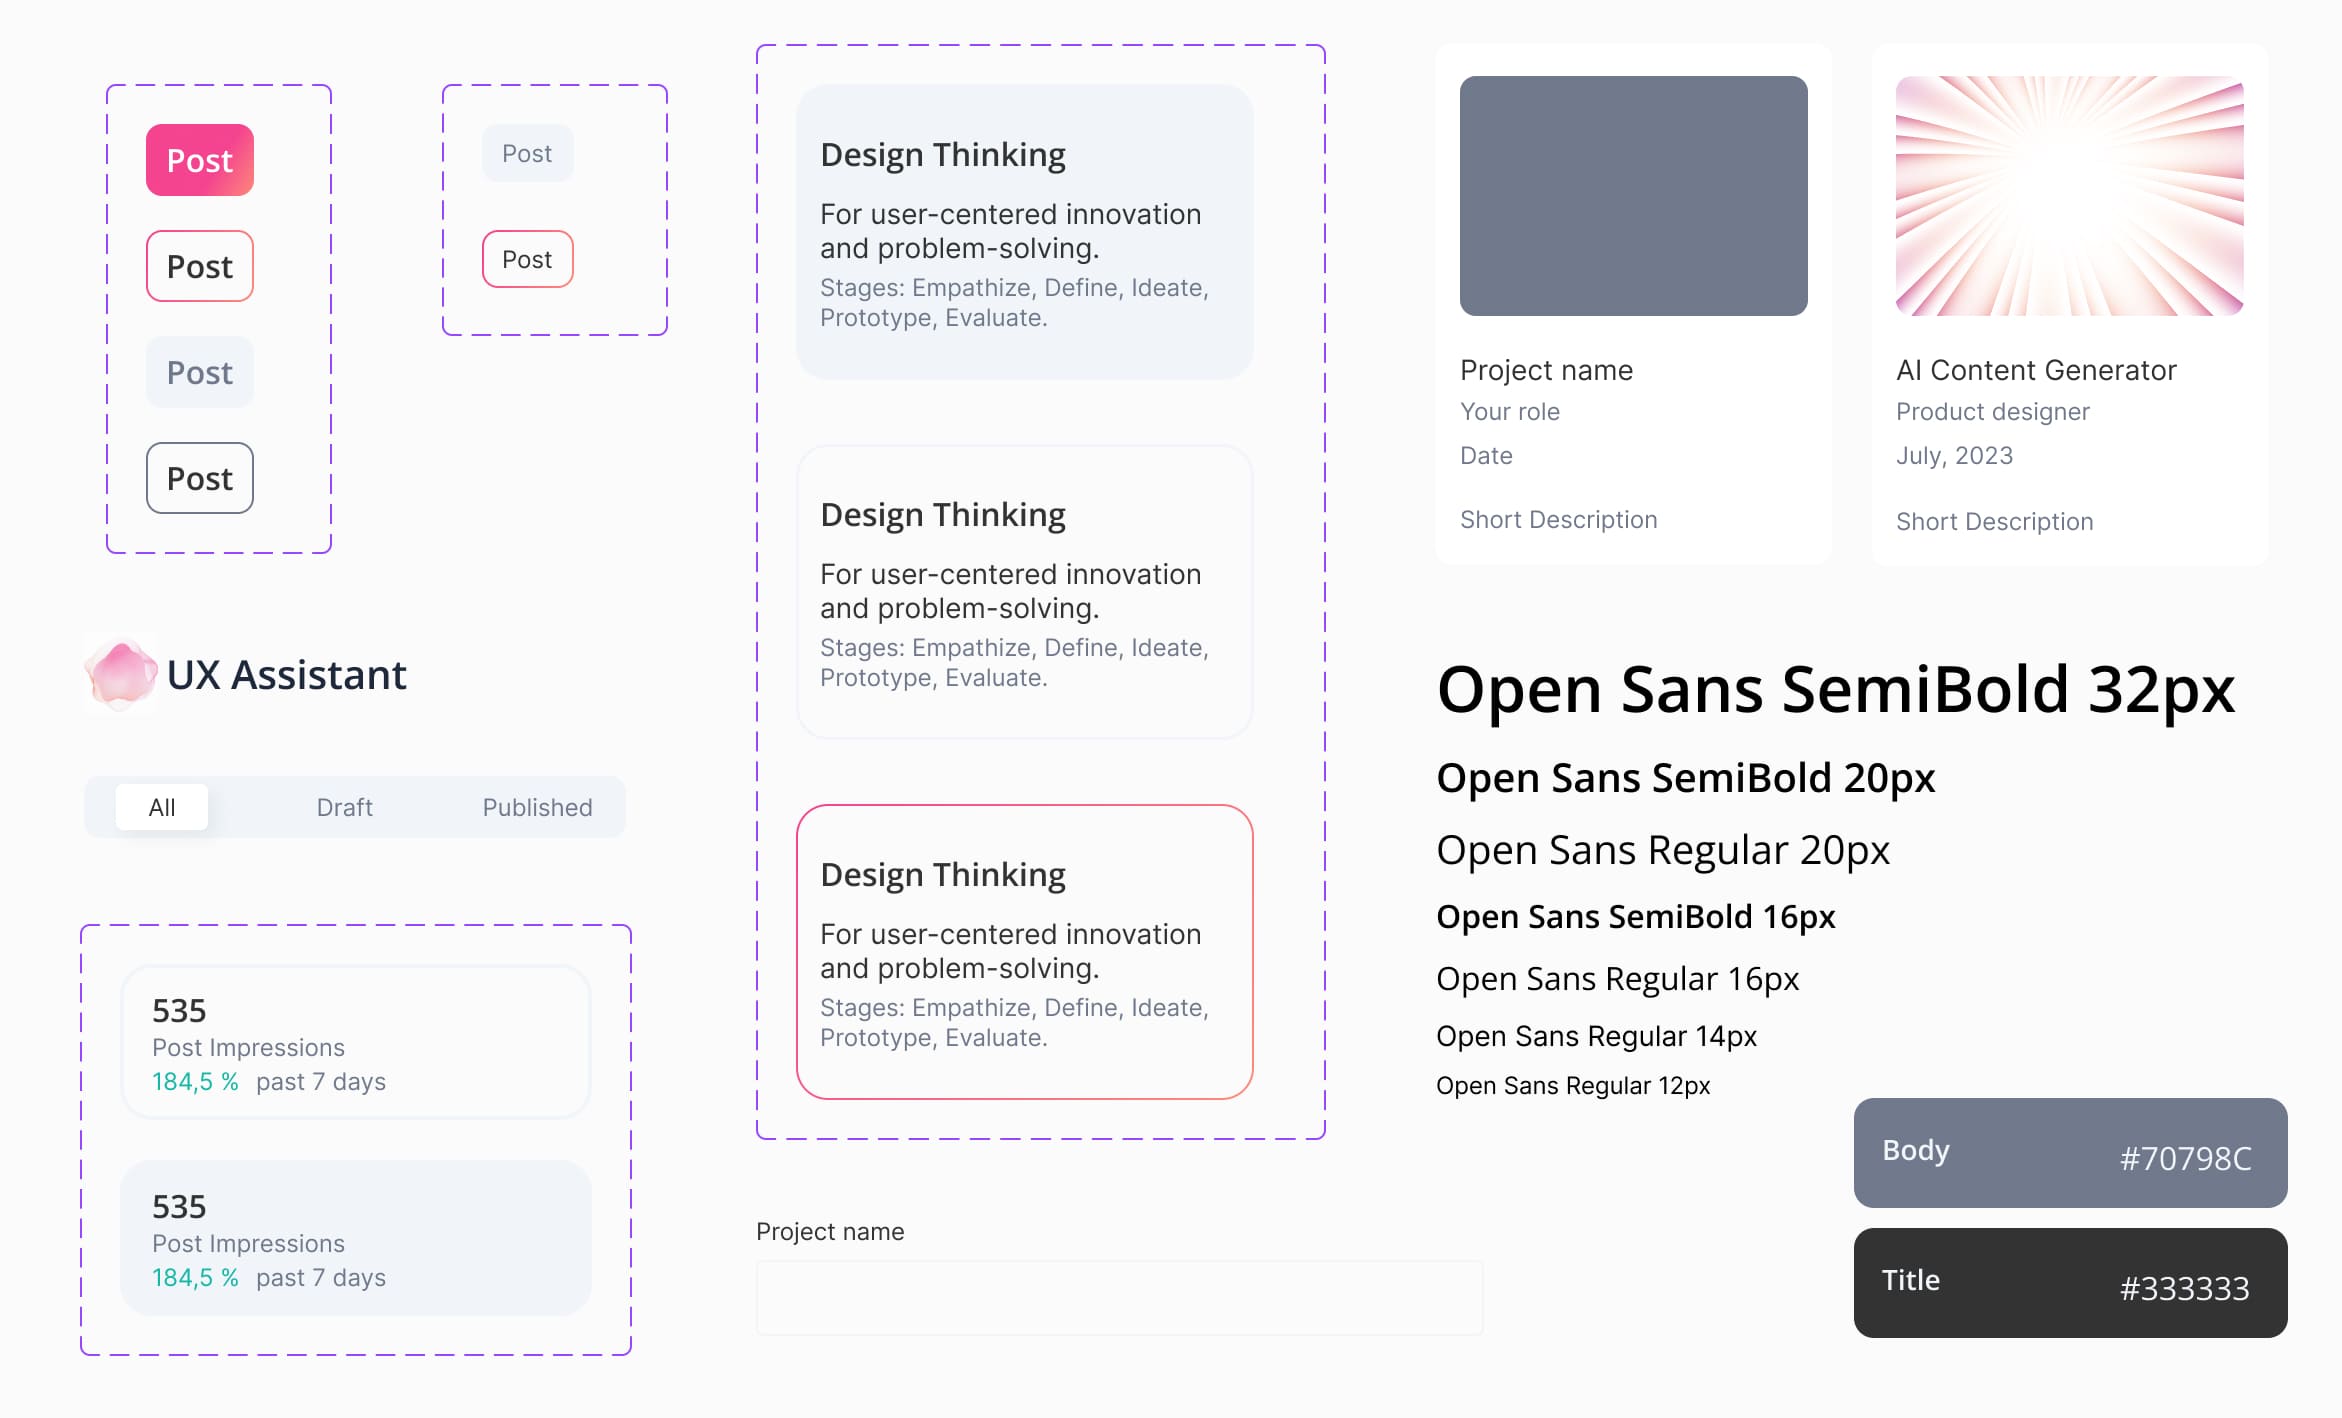 Post
Post
Post
Post
Post
Post
UX Assistant
All
Draft
Published
535
Post Impressions
184,5 % past 7 days
535
Post Impressions
184,5 % past 7 days
Design Thinking
For user-centered innovation
and problem-solving.
Stages: Empathize, Define, Ideate,
Prototype, Evaluate.
Design Thinking
For user-centered innovation
and problem-solving.
Stages: Empathize, Define, Ideate,
Prototype, Evaluate.
Design Thinking
For user-centered innovation
and problem-solving.
Stages: Empathize, Define, Ideate,
Prototype, Evaluate.
Project name
Project name
Your role
Date
Short Description
AI Content Generator
Product designer
July, 2023
Short Description
Open Sans SemiBold 32px
Open Sans SemiBold 20px
Open Sans Regular 20px
Open Sans SemiBold 16px
Open Sans Regular 16px
Open Sans Regular 14px
Open Sans Regular 12px
Body #70798C
Title #333333